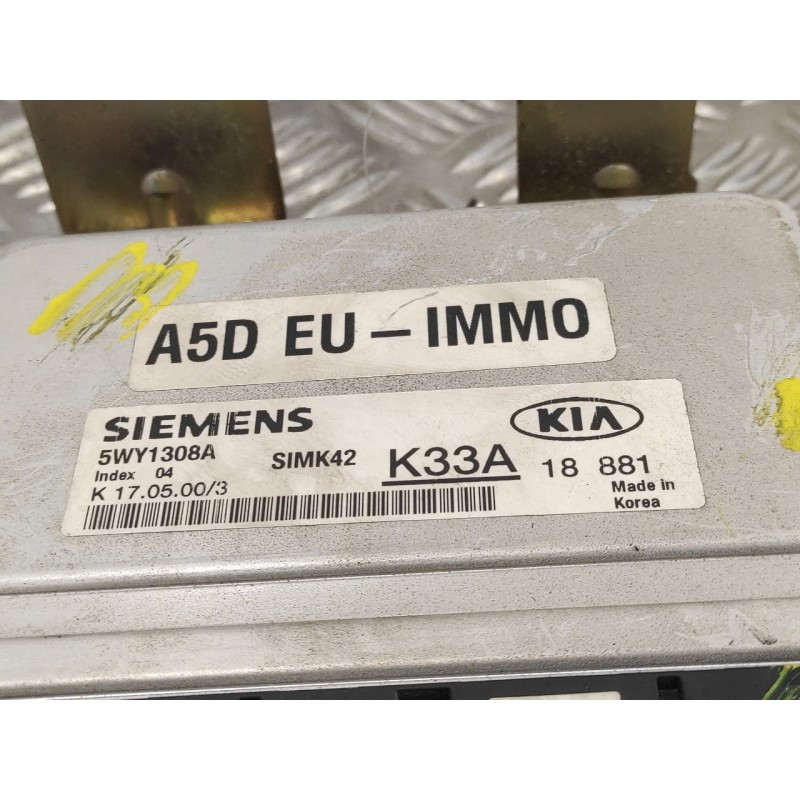 A5D EU – IMMO
SIEMENS KIA
5WY1308A SIMK42 K33A 18 881
Index 04 Made in
K 17.05.00/3 Korea